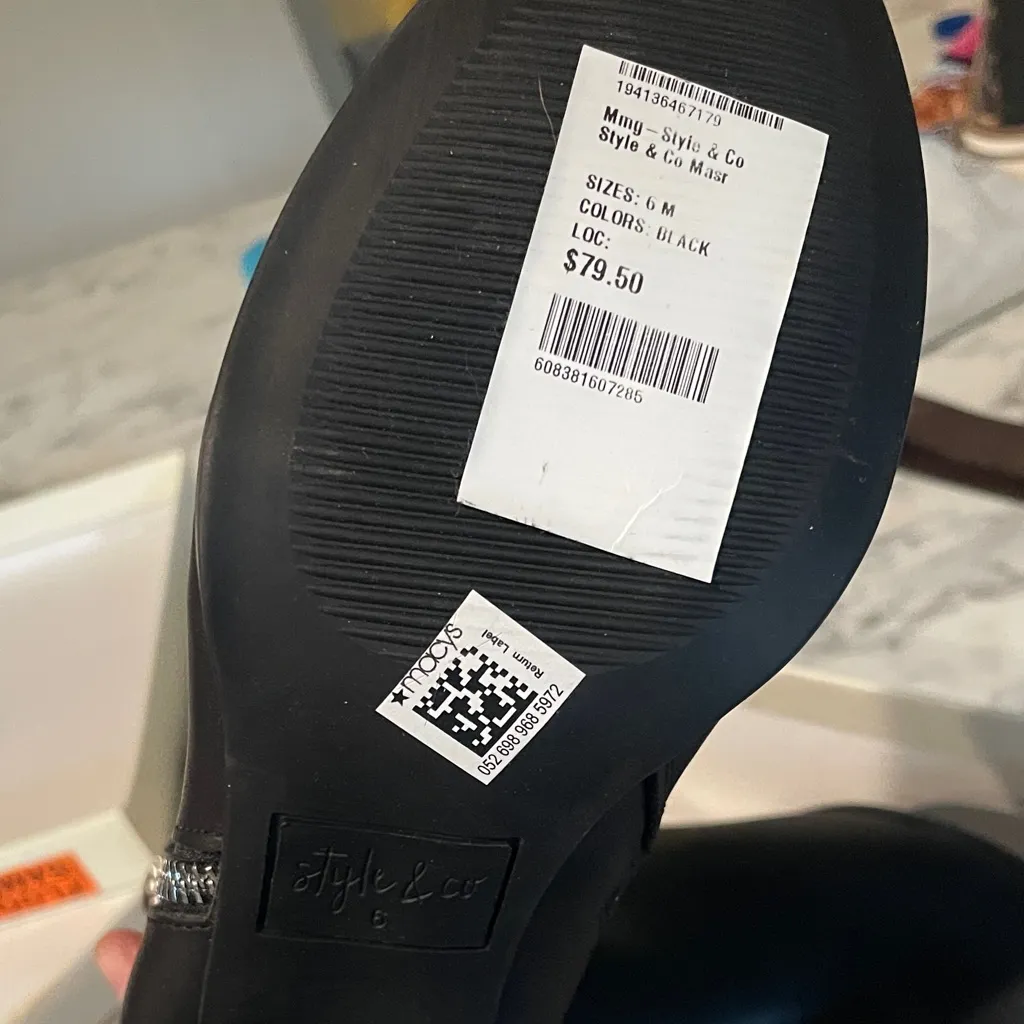 194136467179
Mmg-Style & Co
Style & Co Masr
SIZES: 6 M
COLORS: BLACK
LOC:
$79.50
608381607285
★macys
Return Label
052 698 968 5972
style & co
6